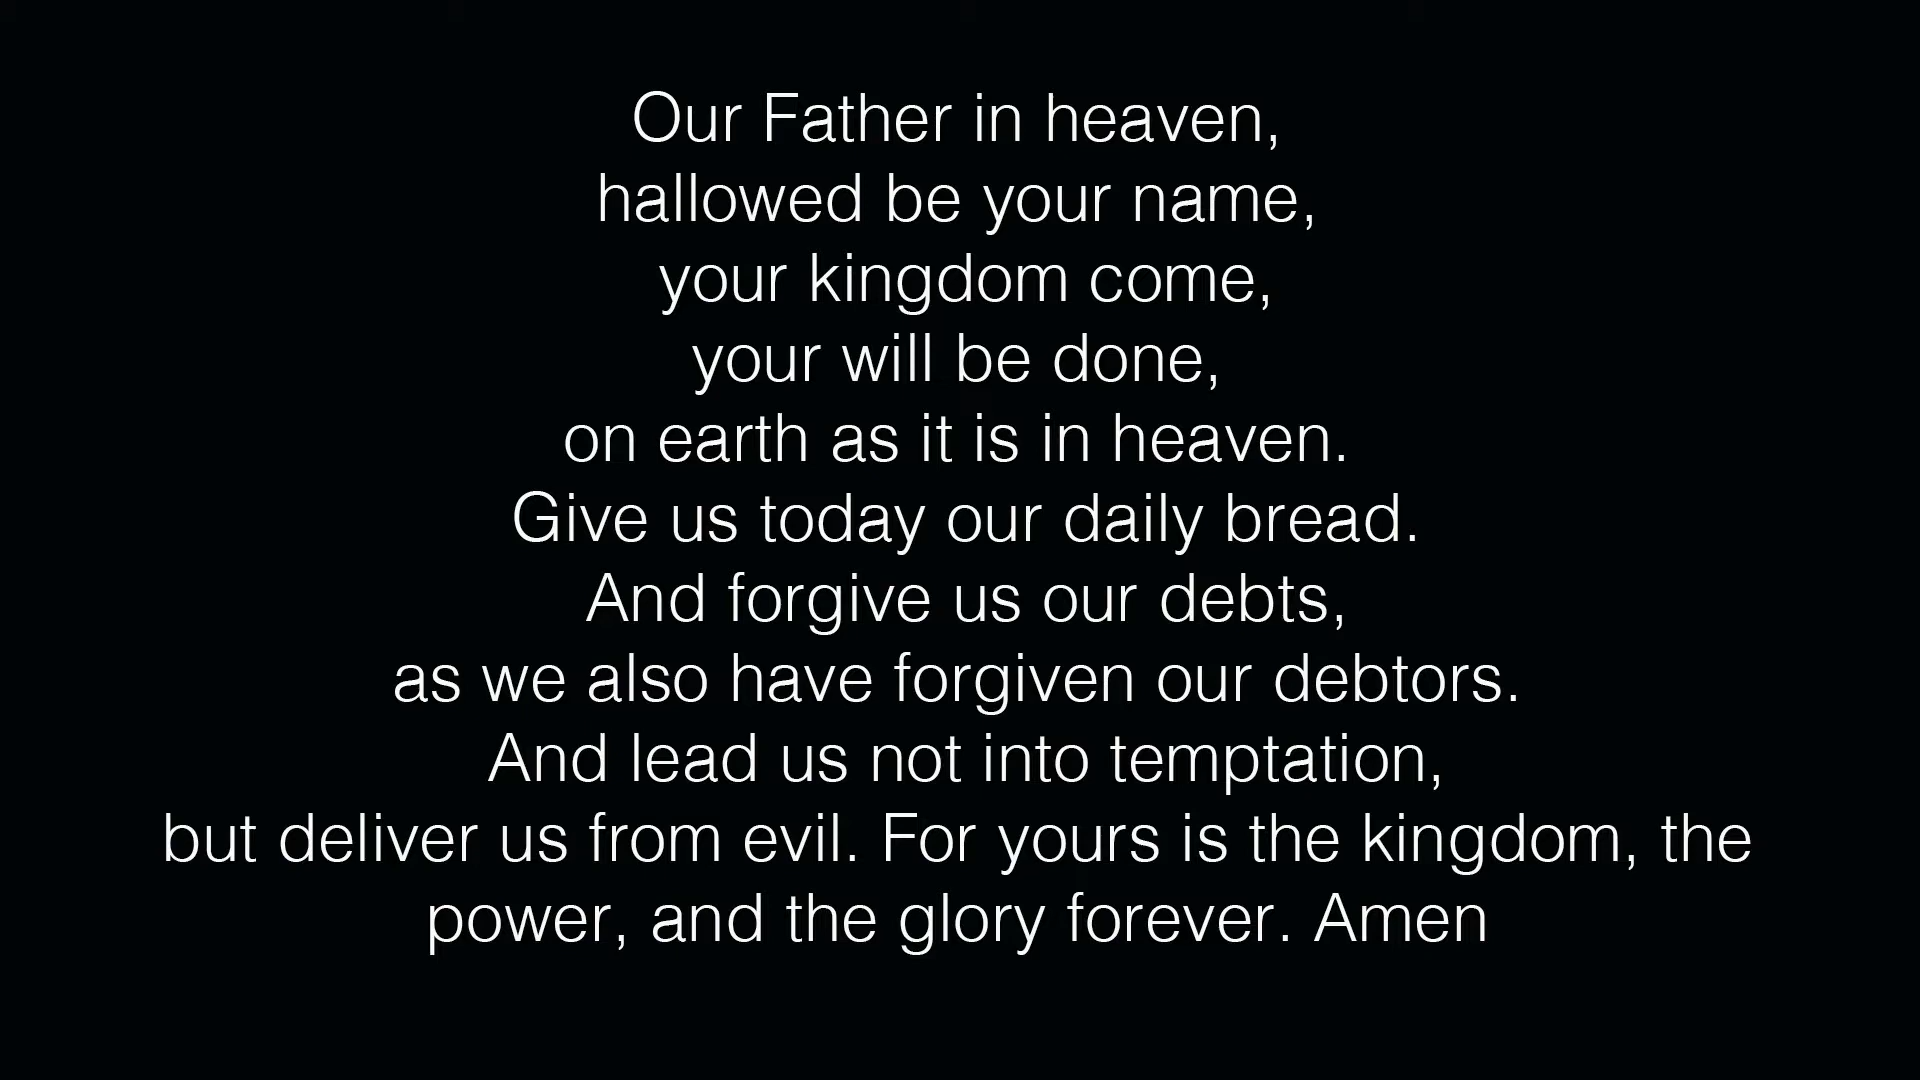 Our Father in heaven,
hallowed be your name,
your kingdom come,
your will be done,
on earth as it is in heaven.
Give us today our daily bread.
And forgive us our debts,
as we also have forgiven our debtors.
And lead us not into temptation,
but deliver us from evil. For yours is the kingdom, the
power, and the glory forever. Amen